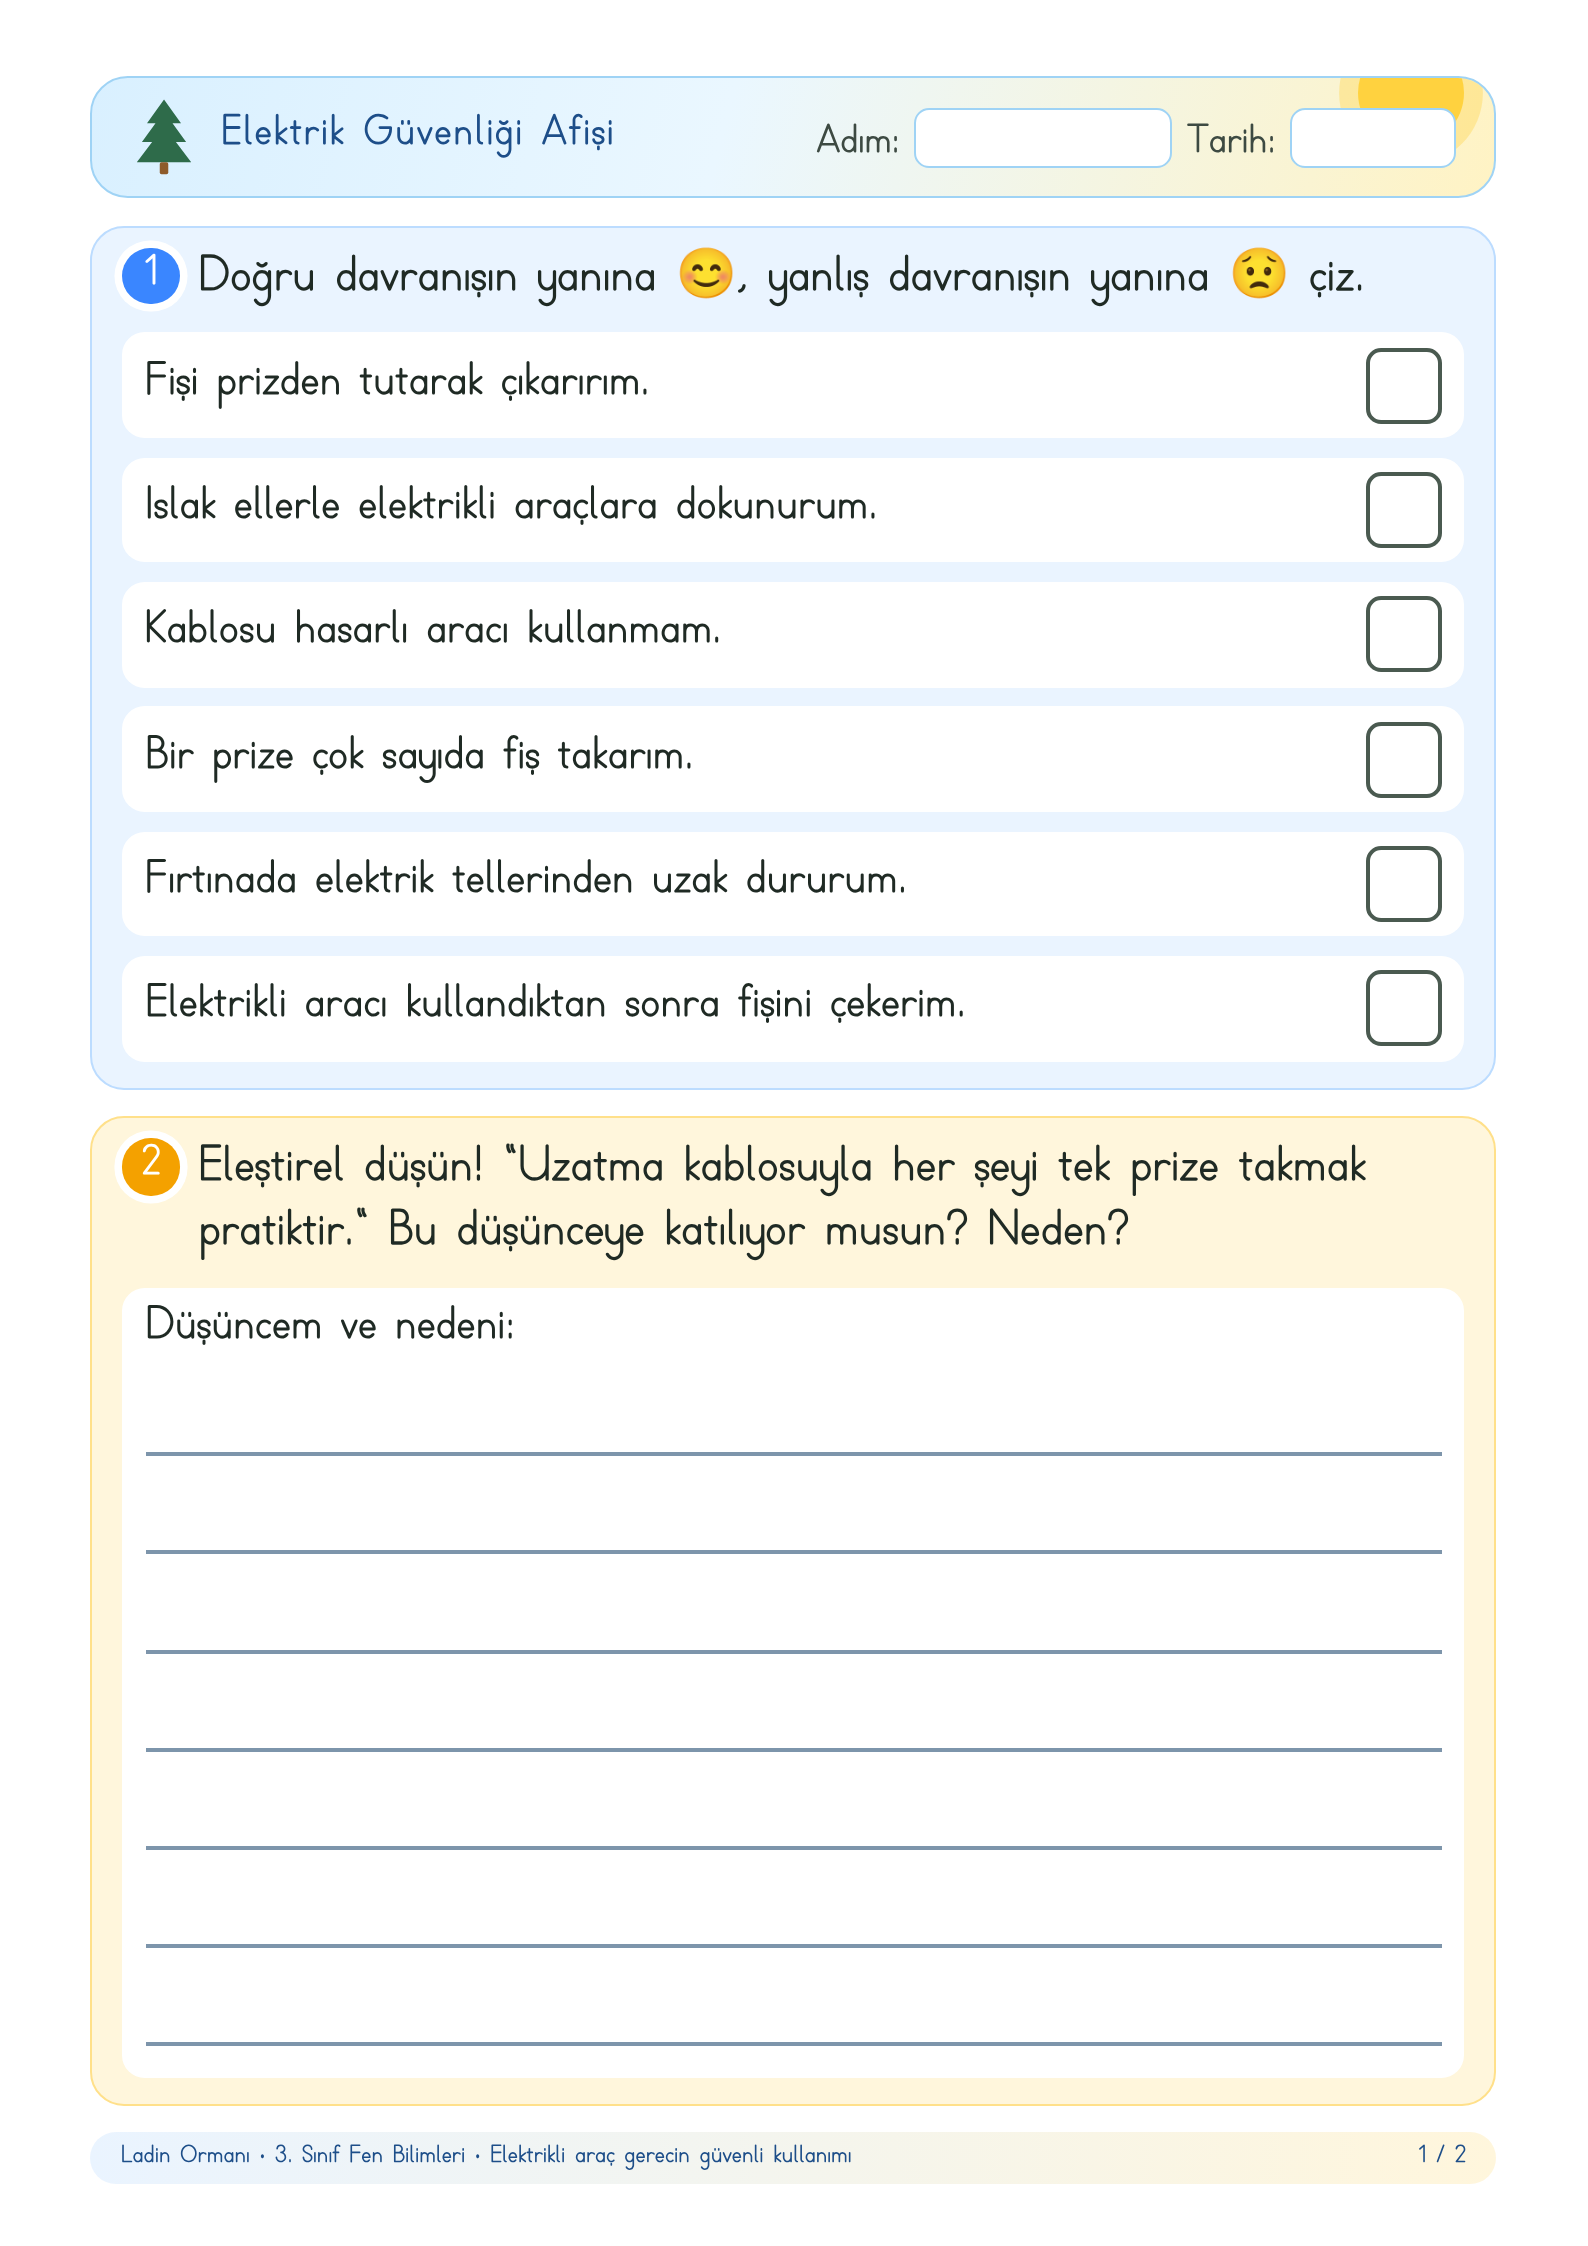 Elektrik Güvenliği Afişi
Adım: Tarih:
1 Doğru davranışın yanına 😊, yanlış davranışın yanına 😟 çiz.
Fişi prizden tutarak çıkarırım.
Islak ellerle elektrikli araçlara dokunurum.
Kablosu hasarlı aracı kullanmam.
Bir prize çok sayıda fiş takarım.
Fırtınada elektrik tellerinden uzak dururum.
Elektrikli aracı kullandıktan sonra fişini çekerim.
2 Eleştirel düşün! “Uzatma kablosuyla her şeyi tek prize takmak
pratiktir.“ Bu düşünceye katılıyor musun? Neden?
Düşüncem ve nedeni:
Ladin Ormanı • 3. Sınıf Fen Bilimleri • Elektrikli araç gerecin güvenli kullanımı
1 / 2